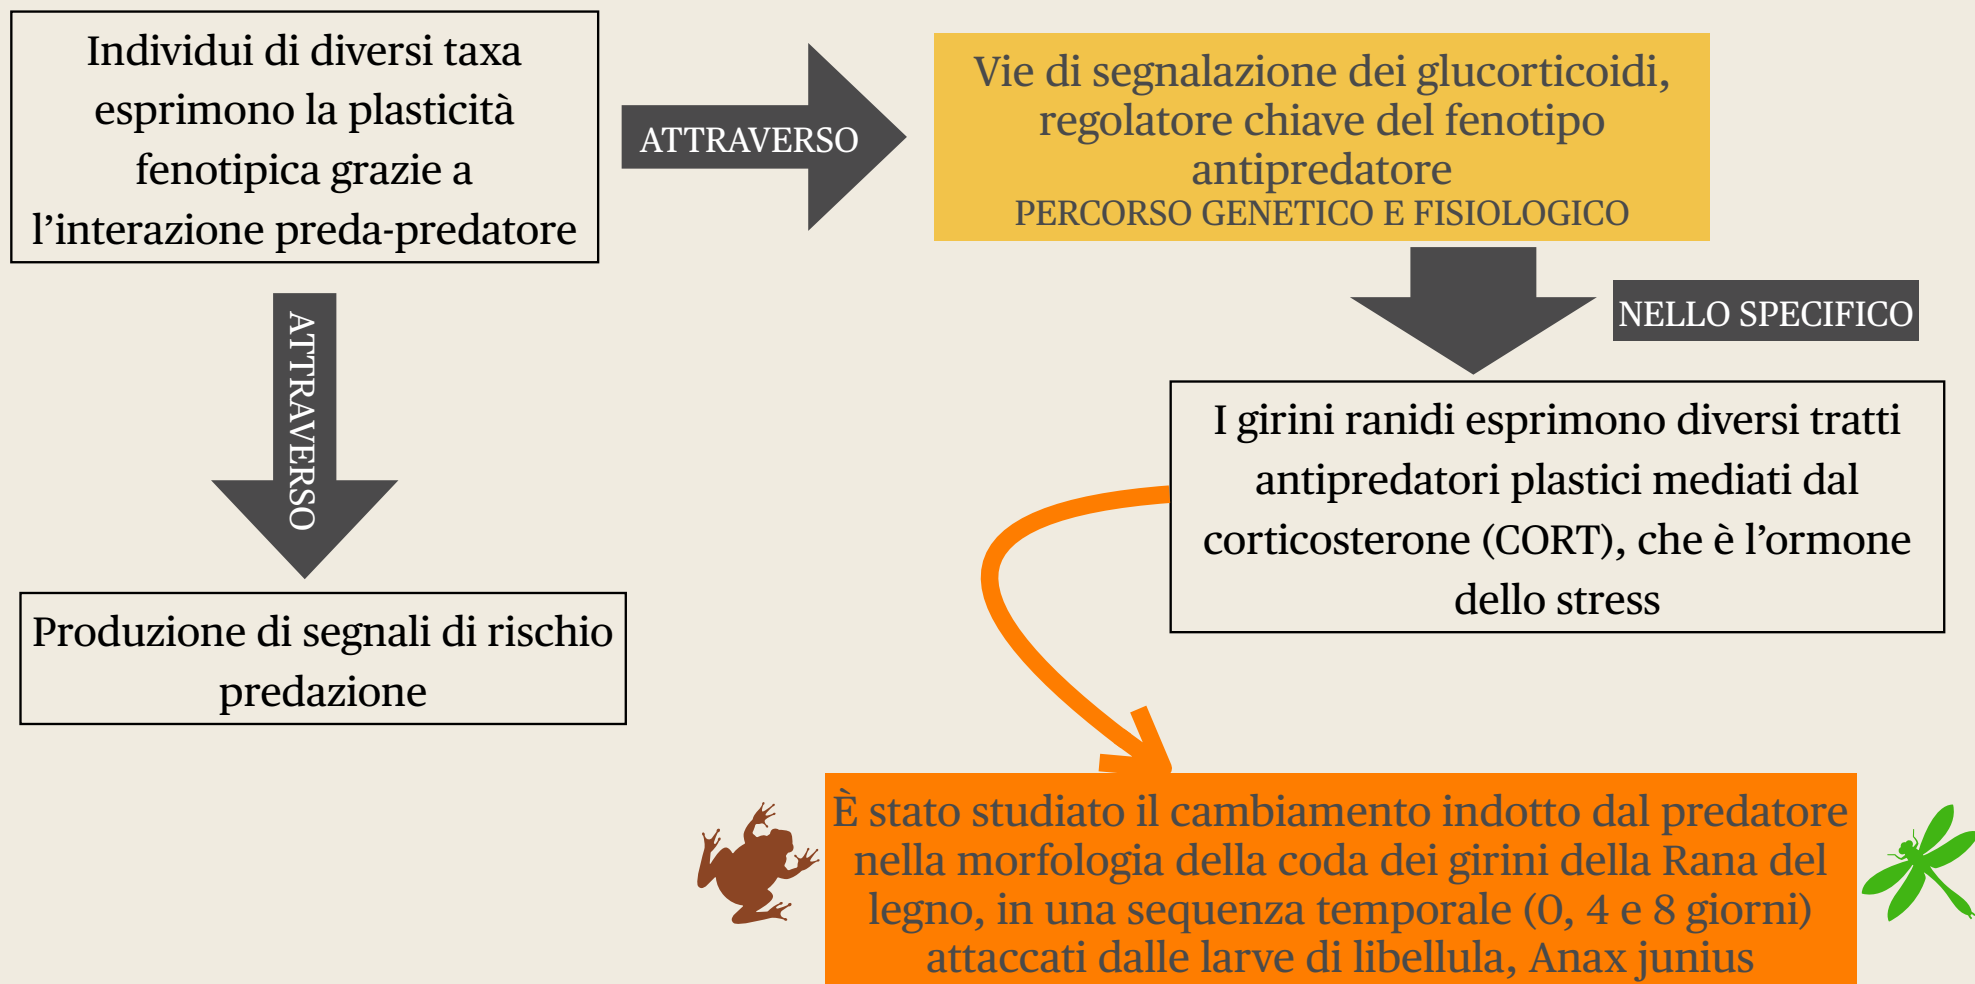 Individui di diversi taxa
esprimono la plasticità
fenotipica grazie a
l'interazione preda-predatore
ATTRAVERSO
Vie di segnalazione dei glucorticoidi,
regolatore chiave del fenotipo
antipredatore
PERCORSO GENETICO E FISIOLOGICO
ATTRAVERSO
NELLO SPECIFICO
Produzione di segnali di rischio
predazione
I girini ranidi esprimono diversi tratti
antipredatori plastici mediati dal
corticosterone (CORT), che è l'ormone
dello stress
È stato studiato il cambiamento indotto dal predatore
nella morfologia della coda dei girini della Rana del
legno, in una sequenza temporale (0, 4 e 8 giorni)
attaccati dalle larve di libellula, Anax junius